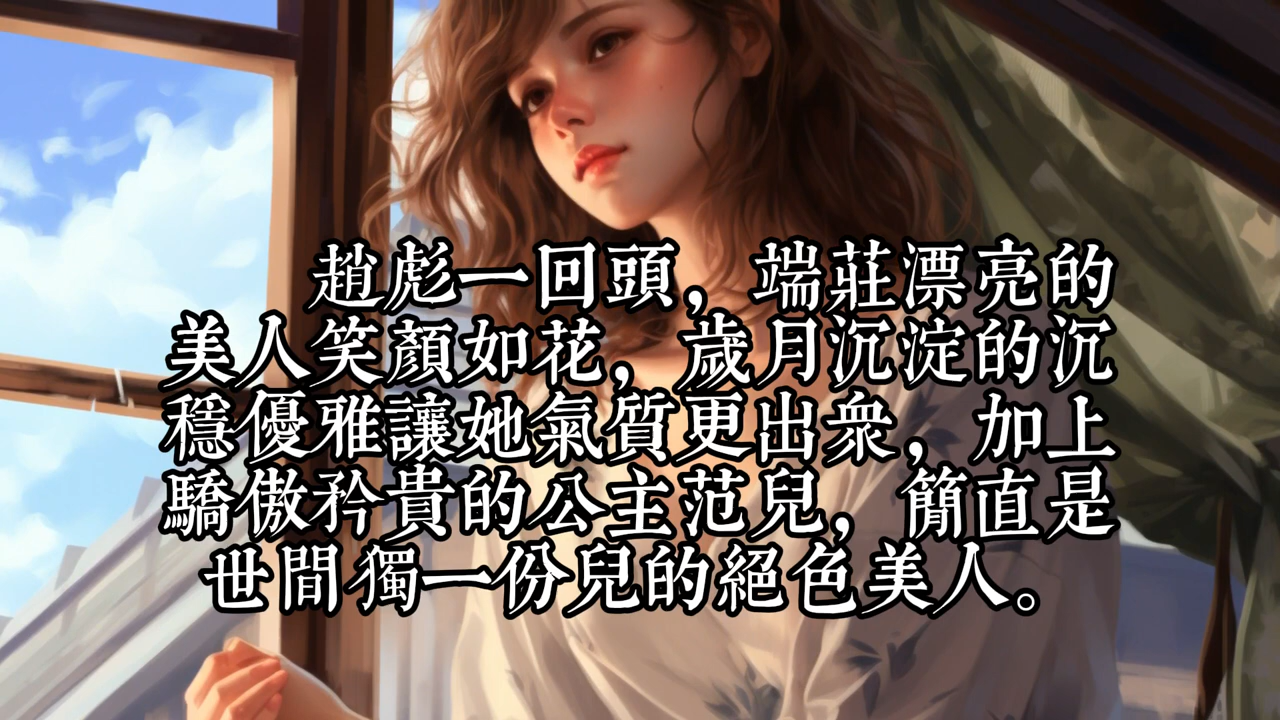 趙彪一回頭，端莊漂亮的
美人笑顏如花，歲月沉淀的沉
穩優雅讓她氣質更出衆，加上
驕傲矜貴的公主范兒，簡直是
世間獨一份兒的絕色美人。